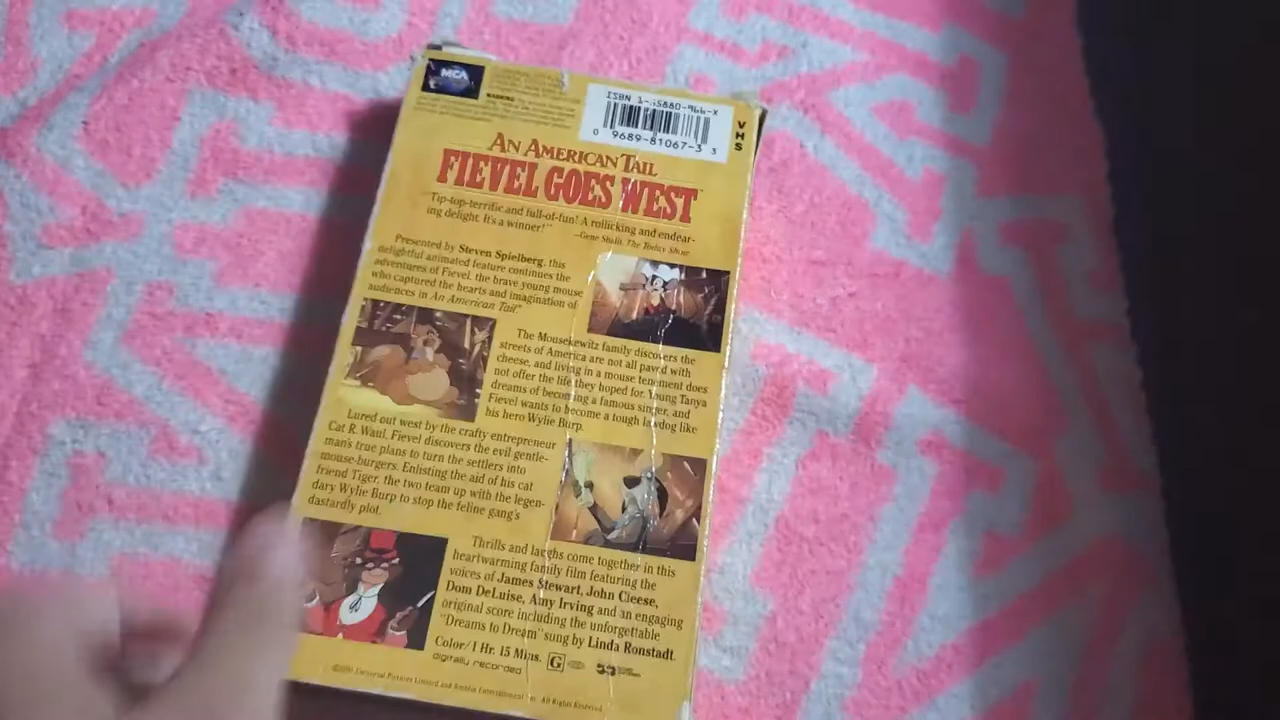 MCA
WARNING:
ISBN 1-55880-966-X
0 9689-81067-3 3
VHS
AN AMERICAN TAIL
FIEVEL GOES WEST
"Tip-top-terrific and full-of-fun! A rollicking and endear-
ing delight. It's a winner!"
—Gene Shalit, The Today Show
Presented by Steven Spielberg, this
delightful animated feature continues the
adventures of Fievel, the brave young mouse
who captured the hearts and imagination of
audiences in An American Tail.
The Mousekewitz family discovers the
streets of America are not all paved with
cheese, and living in a mouse tenement does
not offer the life they hoped for. Young Tanya
dreams of becoming a famous singer, and
Fievel wants to become a tough lawdog like
his hero Wylie Burp.
Lured out west by the crafty entrepreneur
Cat R. Waul, Fievel discovers the evil gentle-
man's true plans to turn the settlers into
mouse-burgers. Enlisting the aid of his cat
friend Tiger, the two team up with the legen-
dary Wylie Burp to stop the feline gang's
dastardly plot.
Thrills and laughs come together in this
heartwarming family film featuring the
voices of James Stewart, John Cleese,
Dom DeLuise, Amy Irving and an engaging
original score including the unforgettable
"Dreams to Dream" sung by Linda Ronstadt.
Color/1 Hr. 15 Mins. G
digitally recorded
Universal Pictures Limited and Amblin Entertainment, Inc. All Rights Reserved.